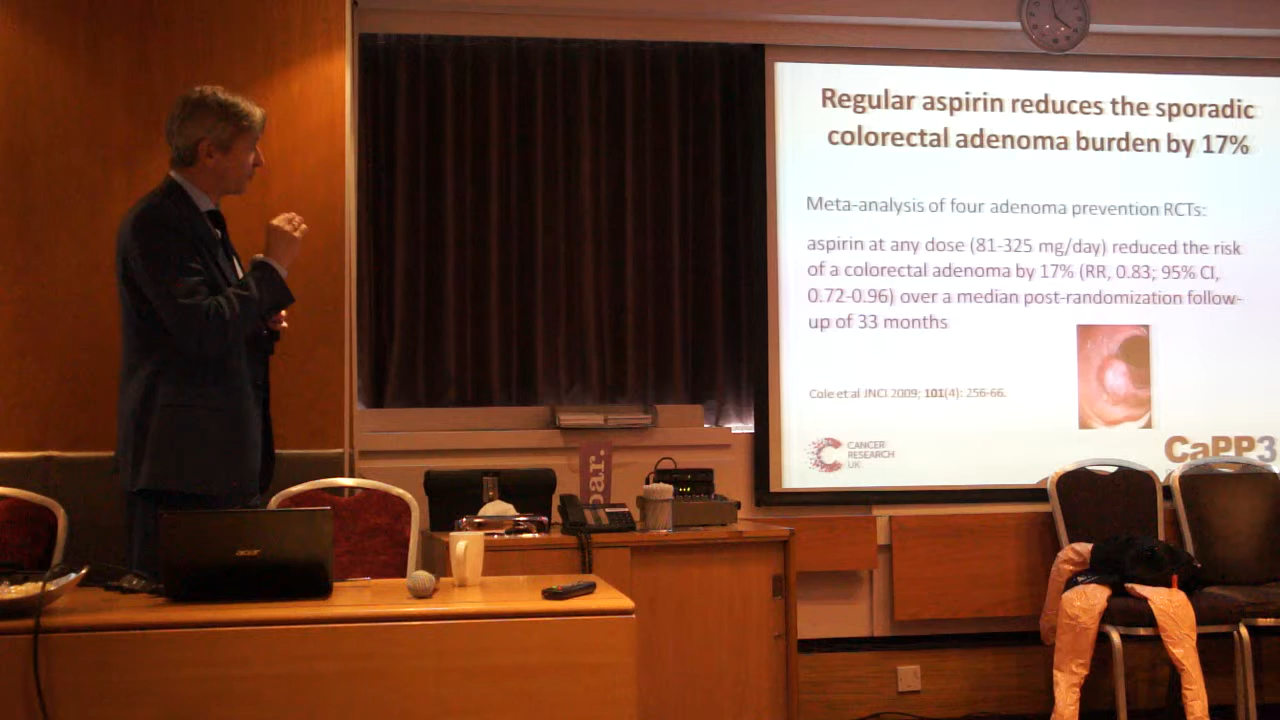 Regular aspirin reduces the sporadic
colorectal adenoma burden by 17%
Meta-analysis of four adenoma prevention RCTs:
aspirin at any dose (81-325 mg/day) reduced the risk
of a colorectal adenoma by 17% (RR, 0.83; 95% CI,
0.72-0.96) over a median post-randomization follow-
up of 33 months
Cole et al JNCI 2009; 101(4): 256-66.
CANCER
RESEARCH
UK
CaPP3
bar.
acer